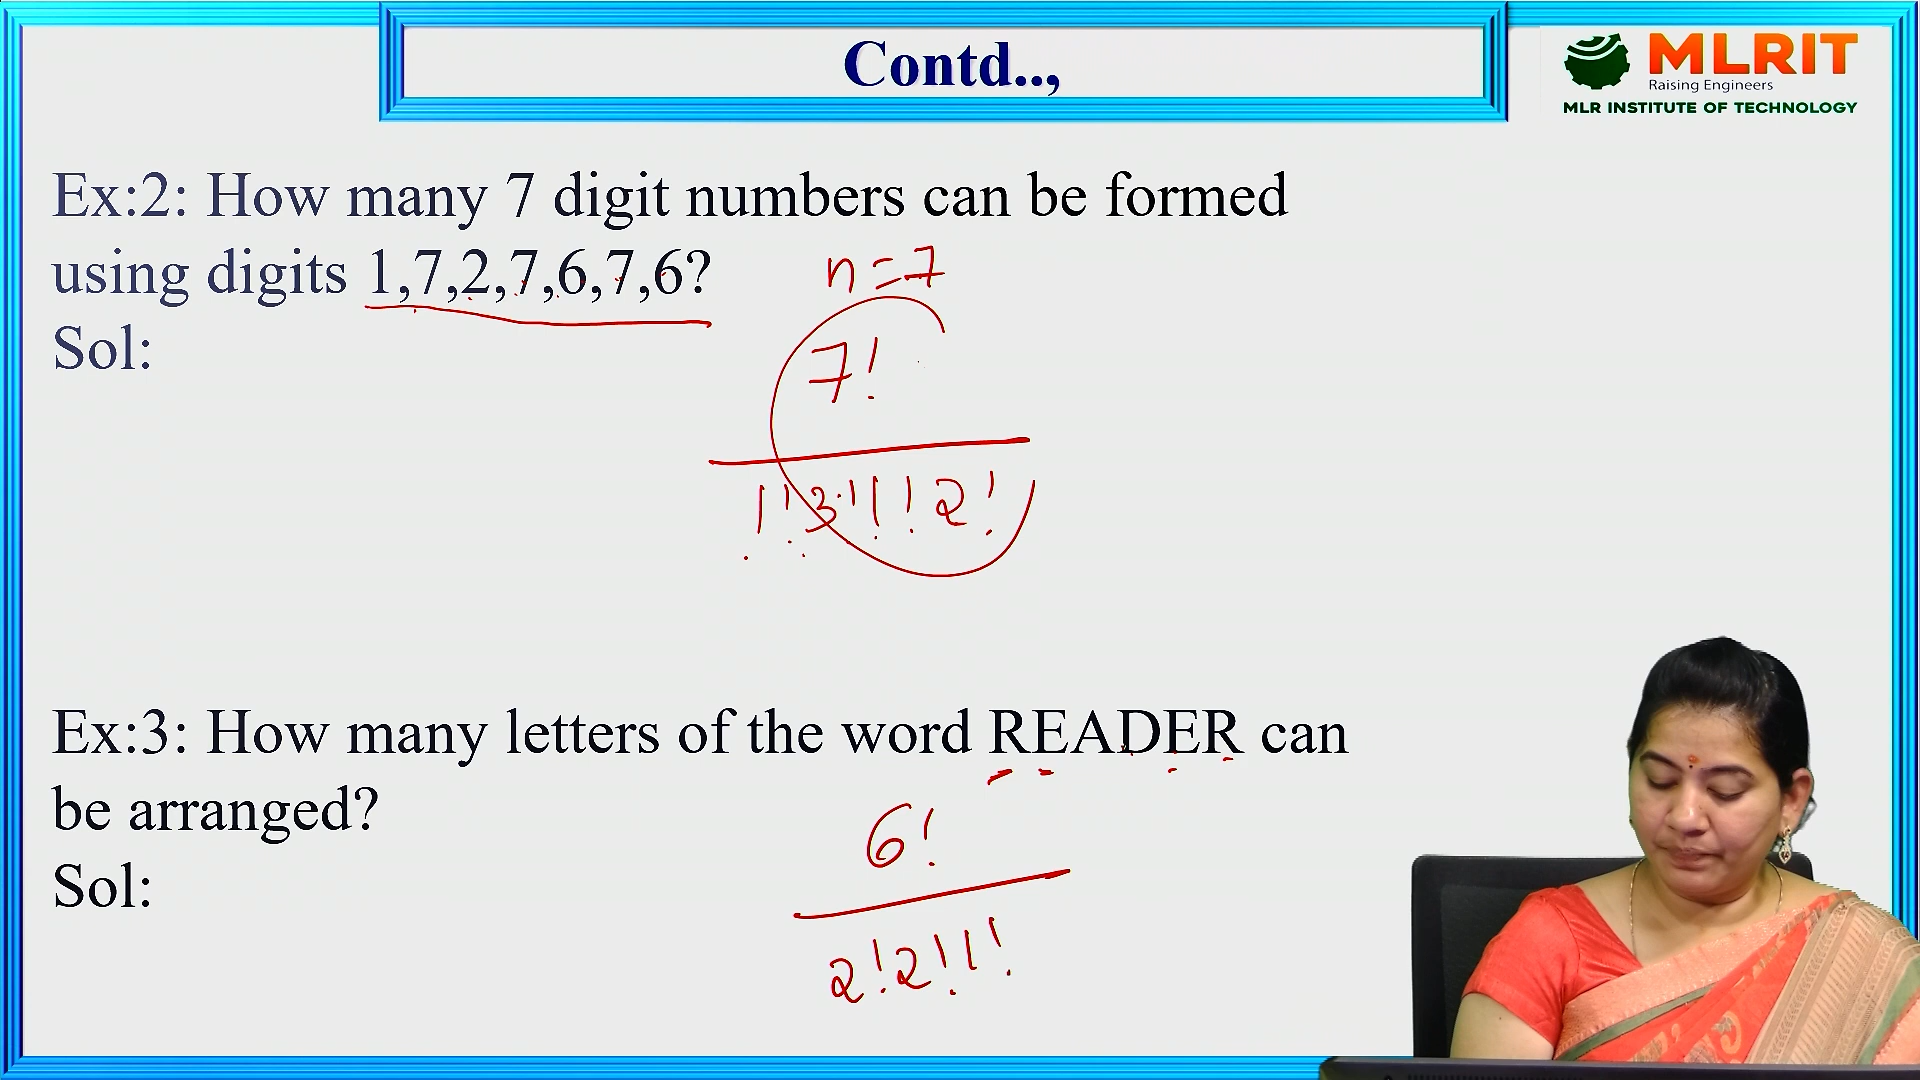 Contd..,
MLRIT
Raising Engineers
MLR INSTITUTE OF TECHNOLOGY
Ex:2: How many 7 digit numbers can be formed
using digits 1,7,2,7,6,7,6?
n=7
Sol:
7!
1!3!1!2!
Ex:3: How many letters of the word READER can
be arranged?
6!
Sol:
2!2!1!